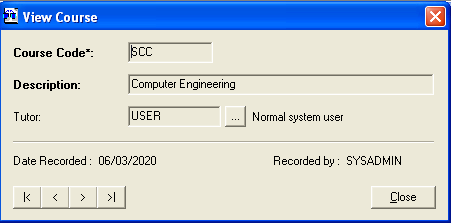 View Course
Course Code*: SCC
Description: Computer Engineering
Tutor: USER ... Normal system user
Date Recorded : 06/03/2020 Recorded by : SYSADMIN
|< < > >| Close